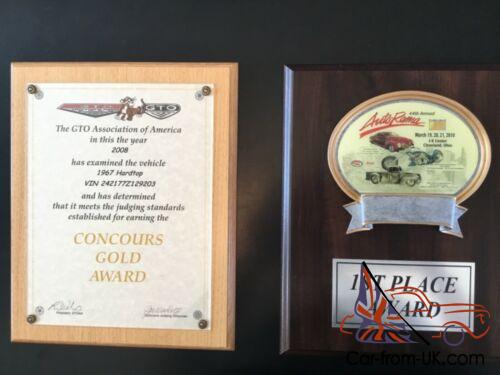 GTO
The GTO Association of America
in this the year
2008
has examined the vehicle
1967 Hardtop
VIN 242177Z129203
and has determined
that it meets the judging standards
established for earning the
CONCOURS
GOLD
AWARD
44th Annual
AutoRama
March 19, 20, 21, 2010
I-X Center
Cleveland, Ohio
1ST PLACE
AWARD
Car-from-UK.com